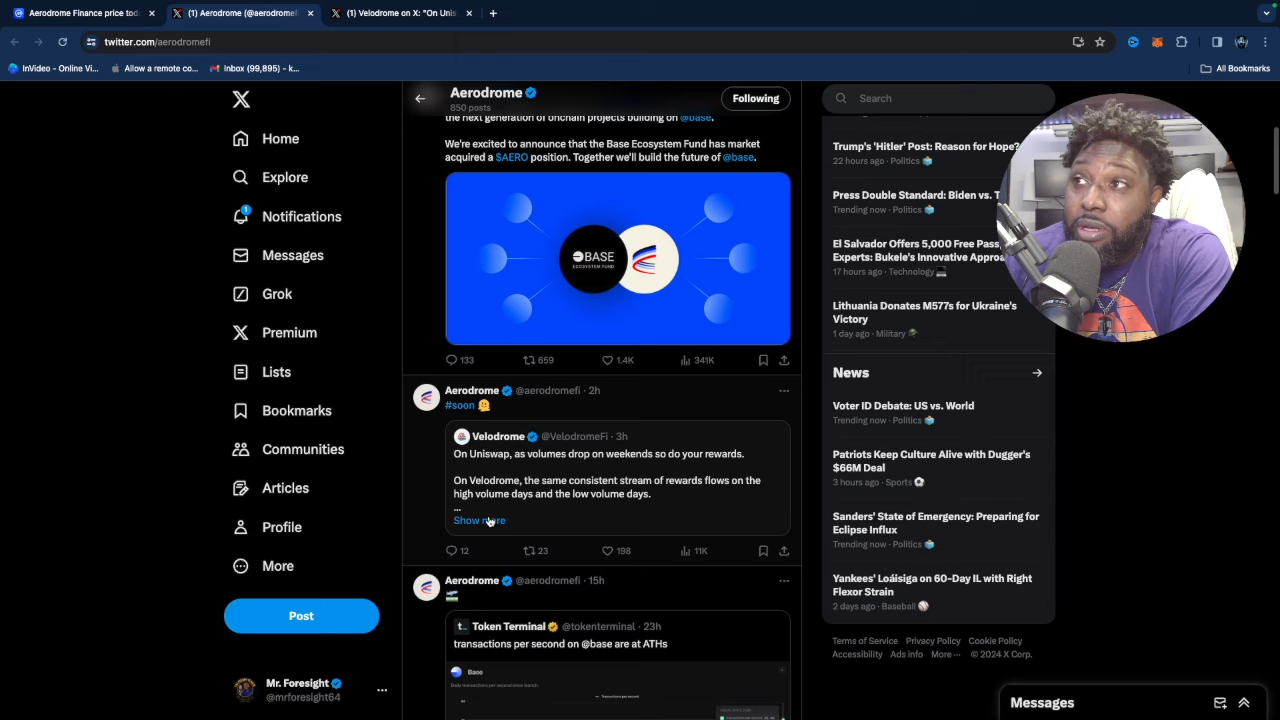 Aerodrome Finance price toda
(1) Aerodrome (@aerodromefi)
(1) Velodrome on X: "On Unis
twitter.com/aerodromefi
InVideo - Online Vi...
Allow a remote co...
Inbox (99,895) - k...
All Bookmarks
Home
Explore
1
Notifications
Messages
Grok
Premium
Lists
Bookmarks
Communities
Articles
Profile
More
Post
Mr. Foresight
@mrforesight64
Aerodrome
850 posts
Following
the next generation of onchain projects building on @base.
We're excited to announce that the Base Ecosystem Fund has market
acquired a $AERO position. Together we'll build the future of @base.
BASE
ECOSYSTEM FUND
133 659 1.4K 341K
Aerodrome @aerodromefi · 2h
#soon
Velodrome @VelodromeFi · 3h
On Uniswap, as volumes drop on weekends so do your rewards.
On Velodrome, the same consistent stream of rewards flows on the
high volume days and the low volume days.
...
Show more
12 23 198 11K
Aerodrome @aerodromefi · 15h
Token Terminal @tokenterminal · 23h
transactions per second on @base are at ATHs
Base
Daily transactions per second since launch.
Transactions per second
Search
Trump's 'Hitler' Post: Reason for Hope?
22 hours ago · Politics
Press Double Standard: Biden vs. T
Trending now · Politics
El Salvador Offers 5,000 Free Pass
Experts: Bukele's Innovative Approa
17 hours ago · Technology
Lithuania Donates M577s for Ukraine's
Victory
1 day ago · Military
News
Voter ID Debate: US vs. World
Trending now · Politics
Patriots Keep Culture Alive with Dugger's
$66M Deal
3 hours ago · Sports
Sanders' State of Emergency: Preparing for
Eclipse Influx
Trending now · Politics
Yankees' Loáisiga on 60-Day IL with Right
Flexor Strain
2 days ago · Baseball
Terms of Service Privacy Policy Cookie Policy
Accessibility Ads info More ... © 2024 X Corp.
Messages